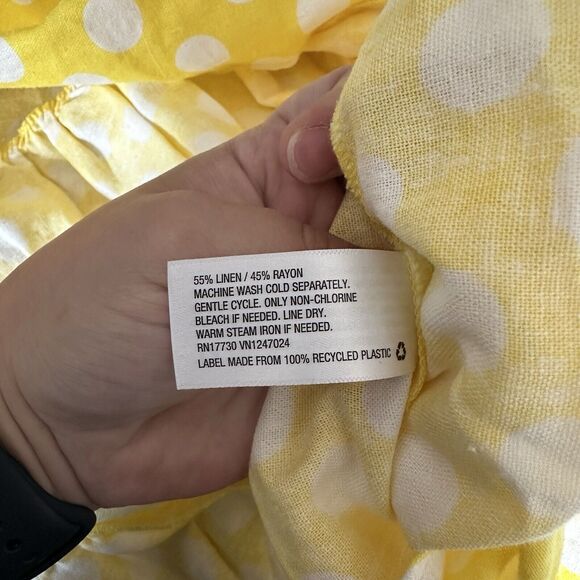 55% LINEN / 45% RAYON
MACHINE WASH COLD SEPARATELY.
GENTLE CYCLE. ONLY NON-CHLORINE
BLEACH IF NEEDED. LINE DRY.
WARM STEAM IRON IF NEEDED.
RN17730 VN1247024
LABEL MADE FROM 100% RECYCLED PLASTIC